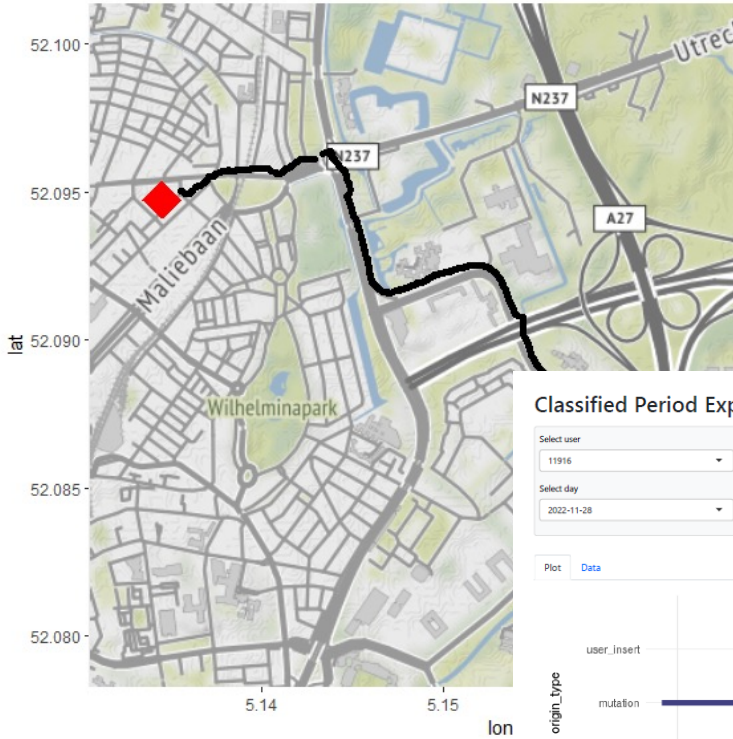 52.100
Utrec
N237
N237
52.095
A27
Maliebaan
lat
52.090
Wilhelminapark
Classified Period Exp
Select user
11916
Select day
2022-11-28
52.085
Plot
Data
user_insert
52.080
origin_type
mutation
5.14
5.15
lon